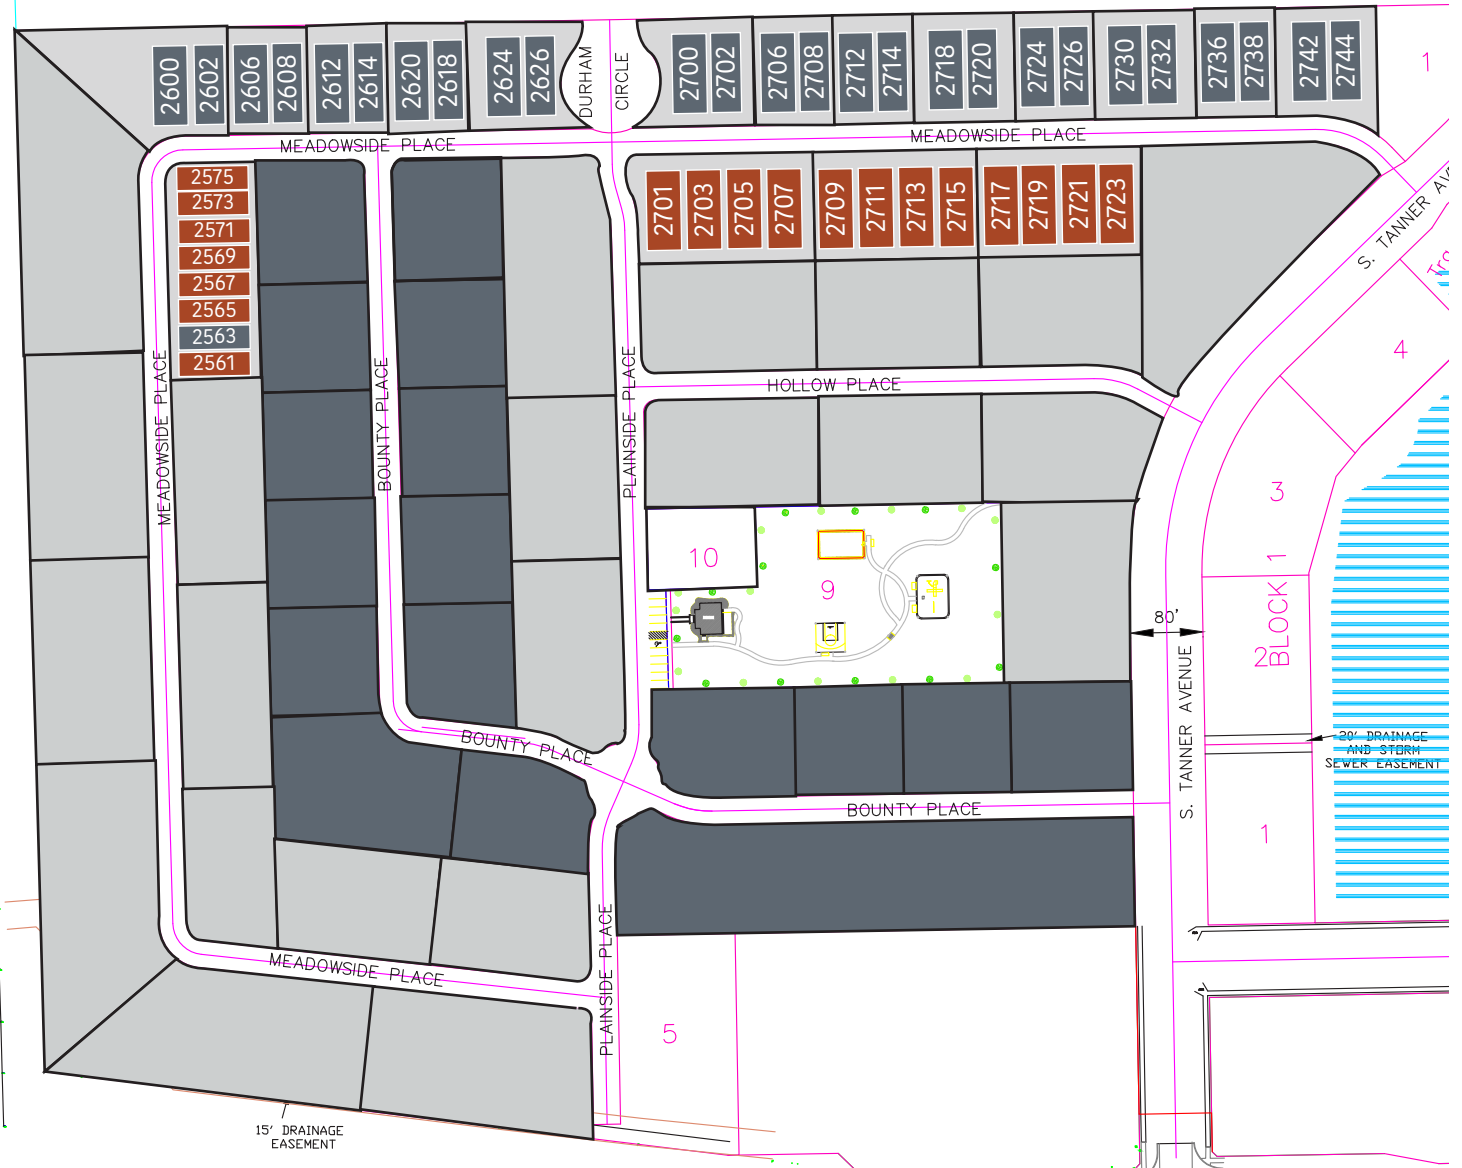 2600
2602
2606
2608
2612
2614
2620
2618
2624
2626
DURHAM
CIRCLE
2700
2702
2706
2708
2712
2714
2718
2720
2724
2726
2730
2732
2736
2738
2742
2744
1
MEADOWSIDE PLACE
MEADOWSIDE PLACE
2575
2573
2571
2569
2567
2565
2563
2561
2701
2703
2705
2707
2709
2711
2713
2715
2717
2719
2721
2723
S. TANNER AV
4
MEADOWSIDE PLACE
BOUNTY PLACE
PLAINSIDE PLACE
HOLLOW PLACE
3
10
9
1
BLOCK
2
80'
S. TANNER AVENUE
BOUNTY PLACE
20' DRAINAGE
AND STORM
SEWER EASEMENT
BOUNTY PLACE
1
MEADOWSIDE PLACE
PLAINSIDE PLACE
5
15' DRAINAGE
EASEMENT